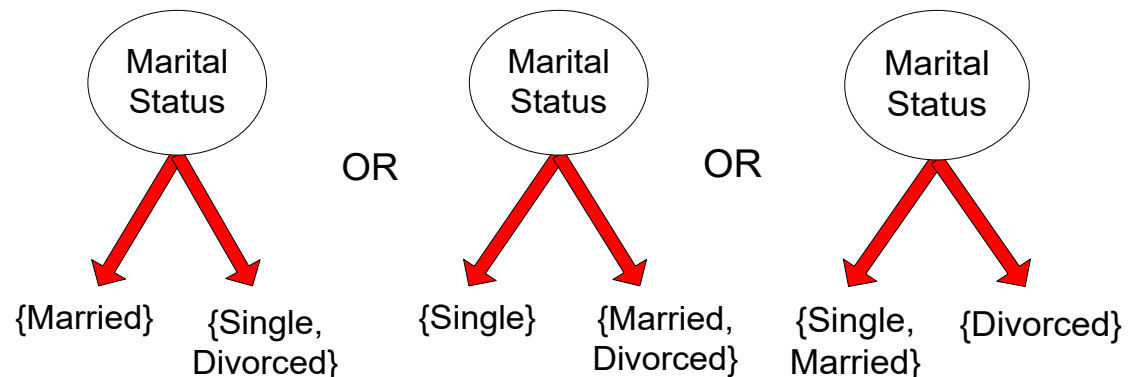 Marital
Status
OR
Marital
Status
OR
Marital
Status
{Married}
{Single,
Divorced}
{Single}
{Married,
Divorced}
{Single,
Married}
{Divorced}